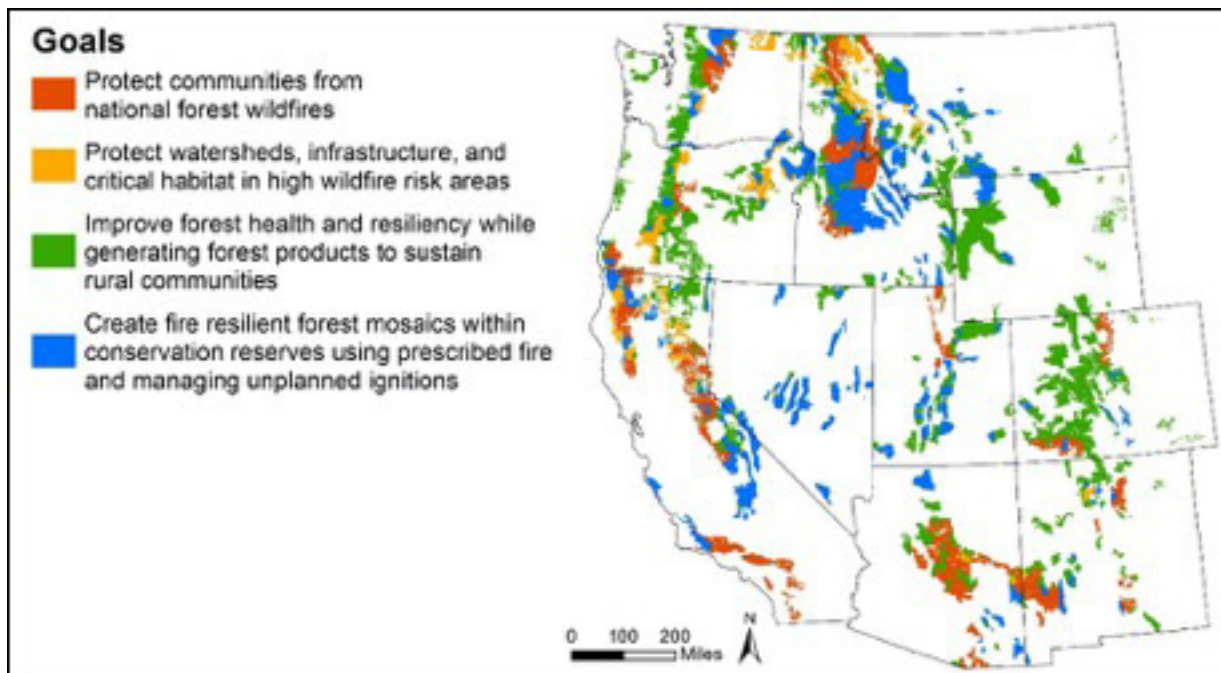 Goals
Protect communities from
national forest wildfires
Protect watersheds, infrastructure, and
critical habitat in high wildfire risk areas
Improve forest health and resiliency while
generating forest products to sustain
rural communities
Create fire resilient forest mosaics within
conservation reserves using prescribed fire
and managing unplanned ignitions
N
0 100 200
Miles